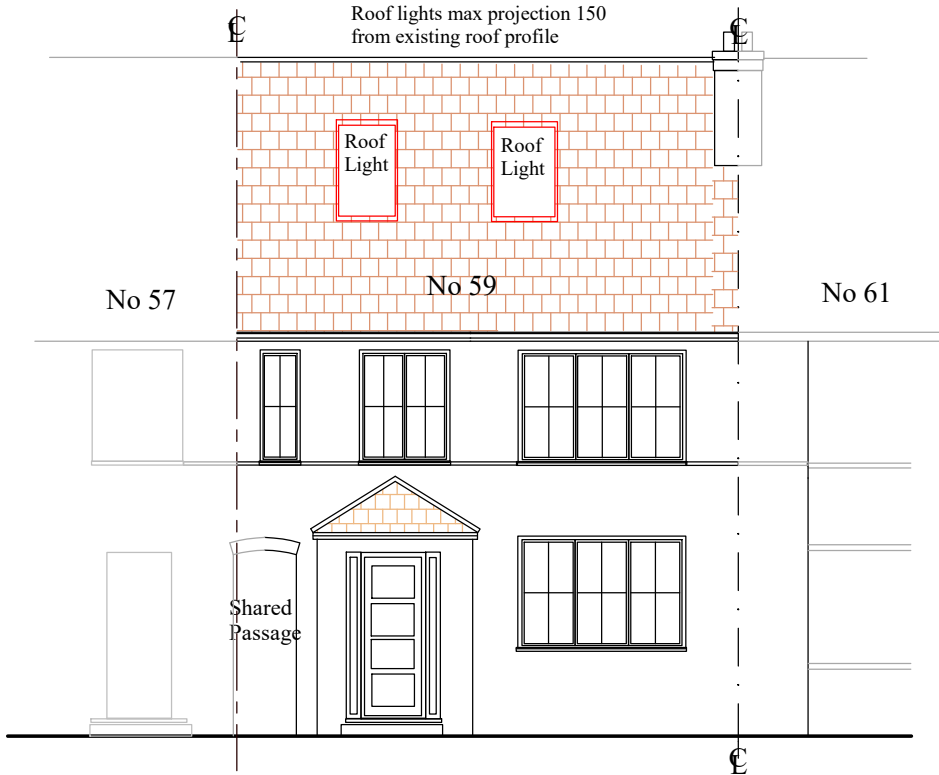 Roof lights max projection 150
from existing roof profile
℄
℄
Roof
Light
Roof
Light
No 57
No 59
No 61
Shared
Passage
℄